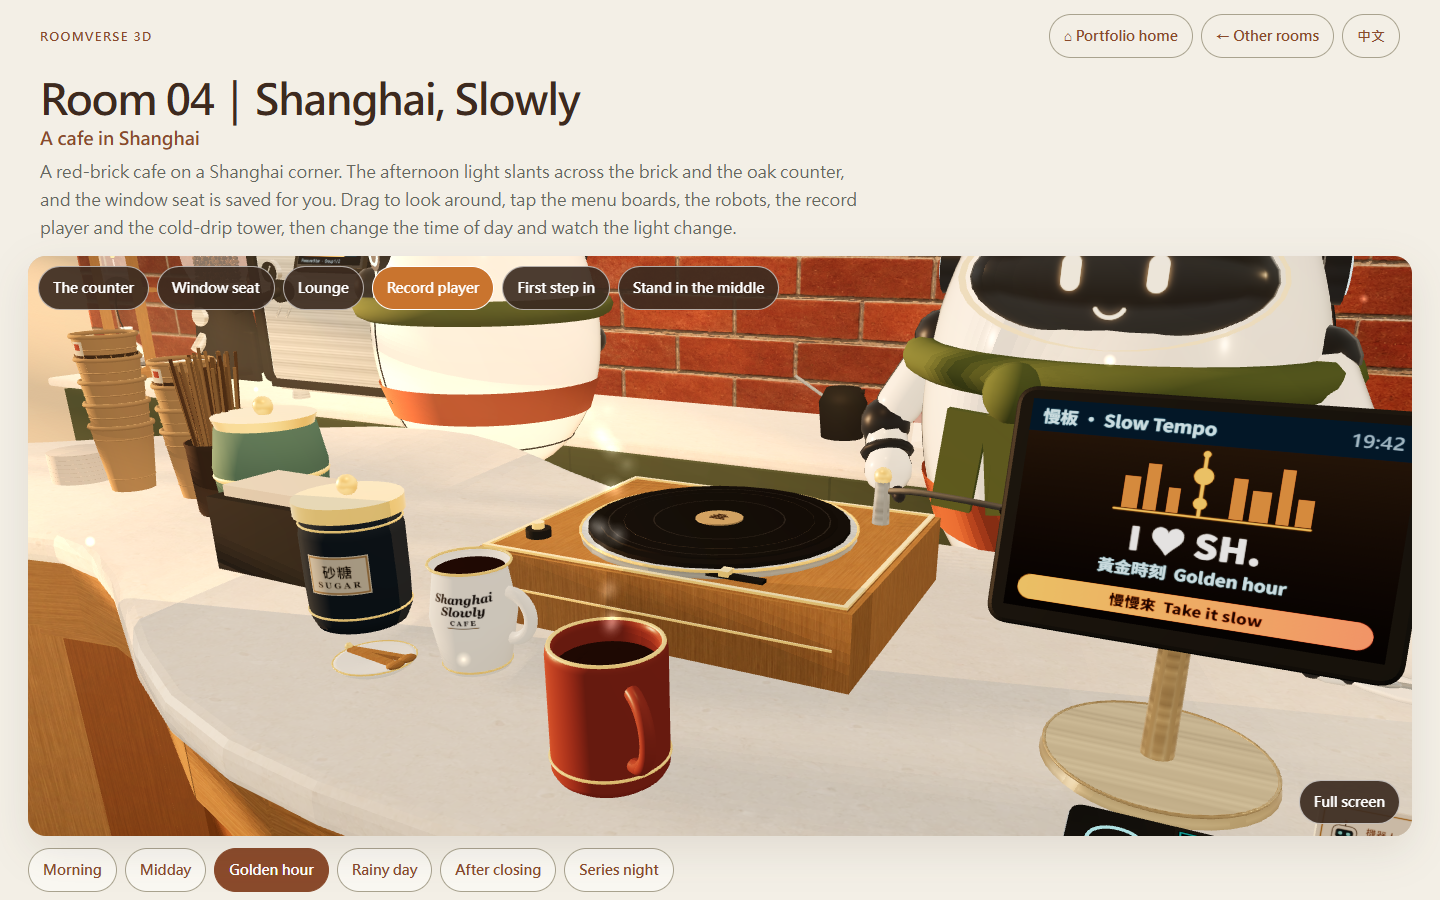 ROOMVERSE 3D
⌂ Portfolio home
← Other rooms
中文
Room 04 | Shanghai, Slowly
A cafe in Shanghai
A red-brick cafe on a Shanghai corner. The afternoon light slants across the brick and the oak counter,
and the window seat is saved for you. Drag to look around, tap the menu boards, the robots, the record
player and the cold-drip tower, then change the time of day and watch the light change.
The counter
Window seat
Lounge
Record player
First step in
Stand in the middle
慢板 · Slow Tempo
19:42
I ♥ SH.
黃金時刻 Golden hour
慢慢來 Take it slow
砂糖
SUGAR
Shanghai
Slowly
CAFE
Full screen
Morning
Midday
Golden hour
Rainy day
After closing
Series night